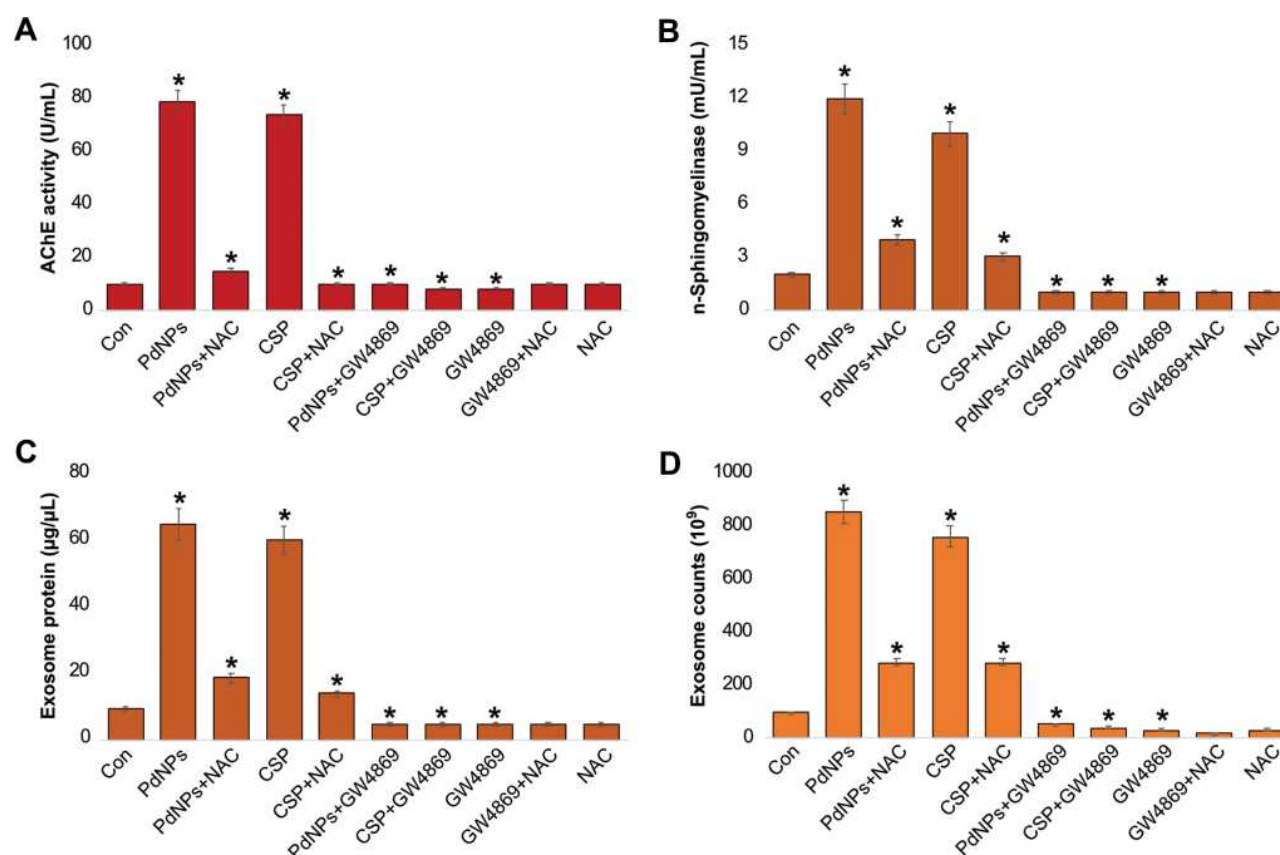 A
AChE activity (U/mL)
100
80
60
40
20
0
* * * * * * * *
Con PdNPs PdNPs+NAC CSP CSP+NAC PdNPs+GW4869 CSP+GW4869 GW4869 GW4869+NAC NAC
B
n-Sphingomyelinase (mU/mL)
15
12
9
6
3
0
* * * * * * *
Con PdNPs PdNPs+NAC CSP CSP+NAC PdNPs+GW4869 CSP+GW4869 GW4869 GW4869+NAC NAC
C
Exosome protein (µg/µL)
80
60
40
20
0
* * * * * * *
Con PdNPs PdNPs+NAC CSP CSP+NAC PdNPs+GW4869 CSP+GW4869 GW4869 GW4869+NAC NAC
D
Exosome counts (10⁹)
1000
800
600
400
200
0
* * * * * * *
Con PdNPs PdNPs+NAC CSP CSP+NAC PdNPs+GW4869 CSP+GW4869 GW4869 GW4869+NAC NAC